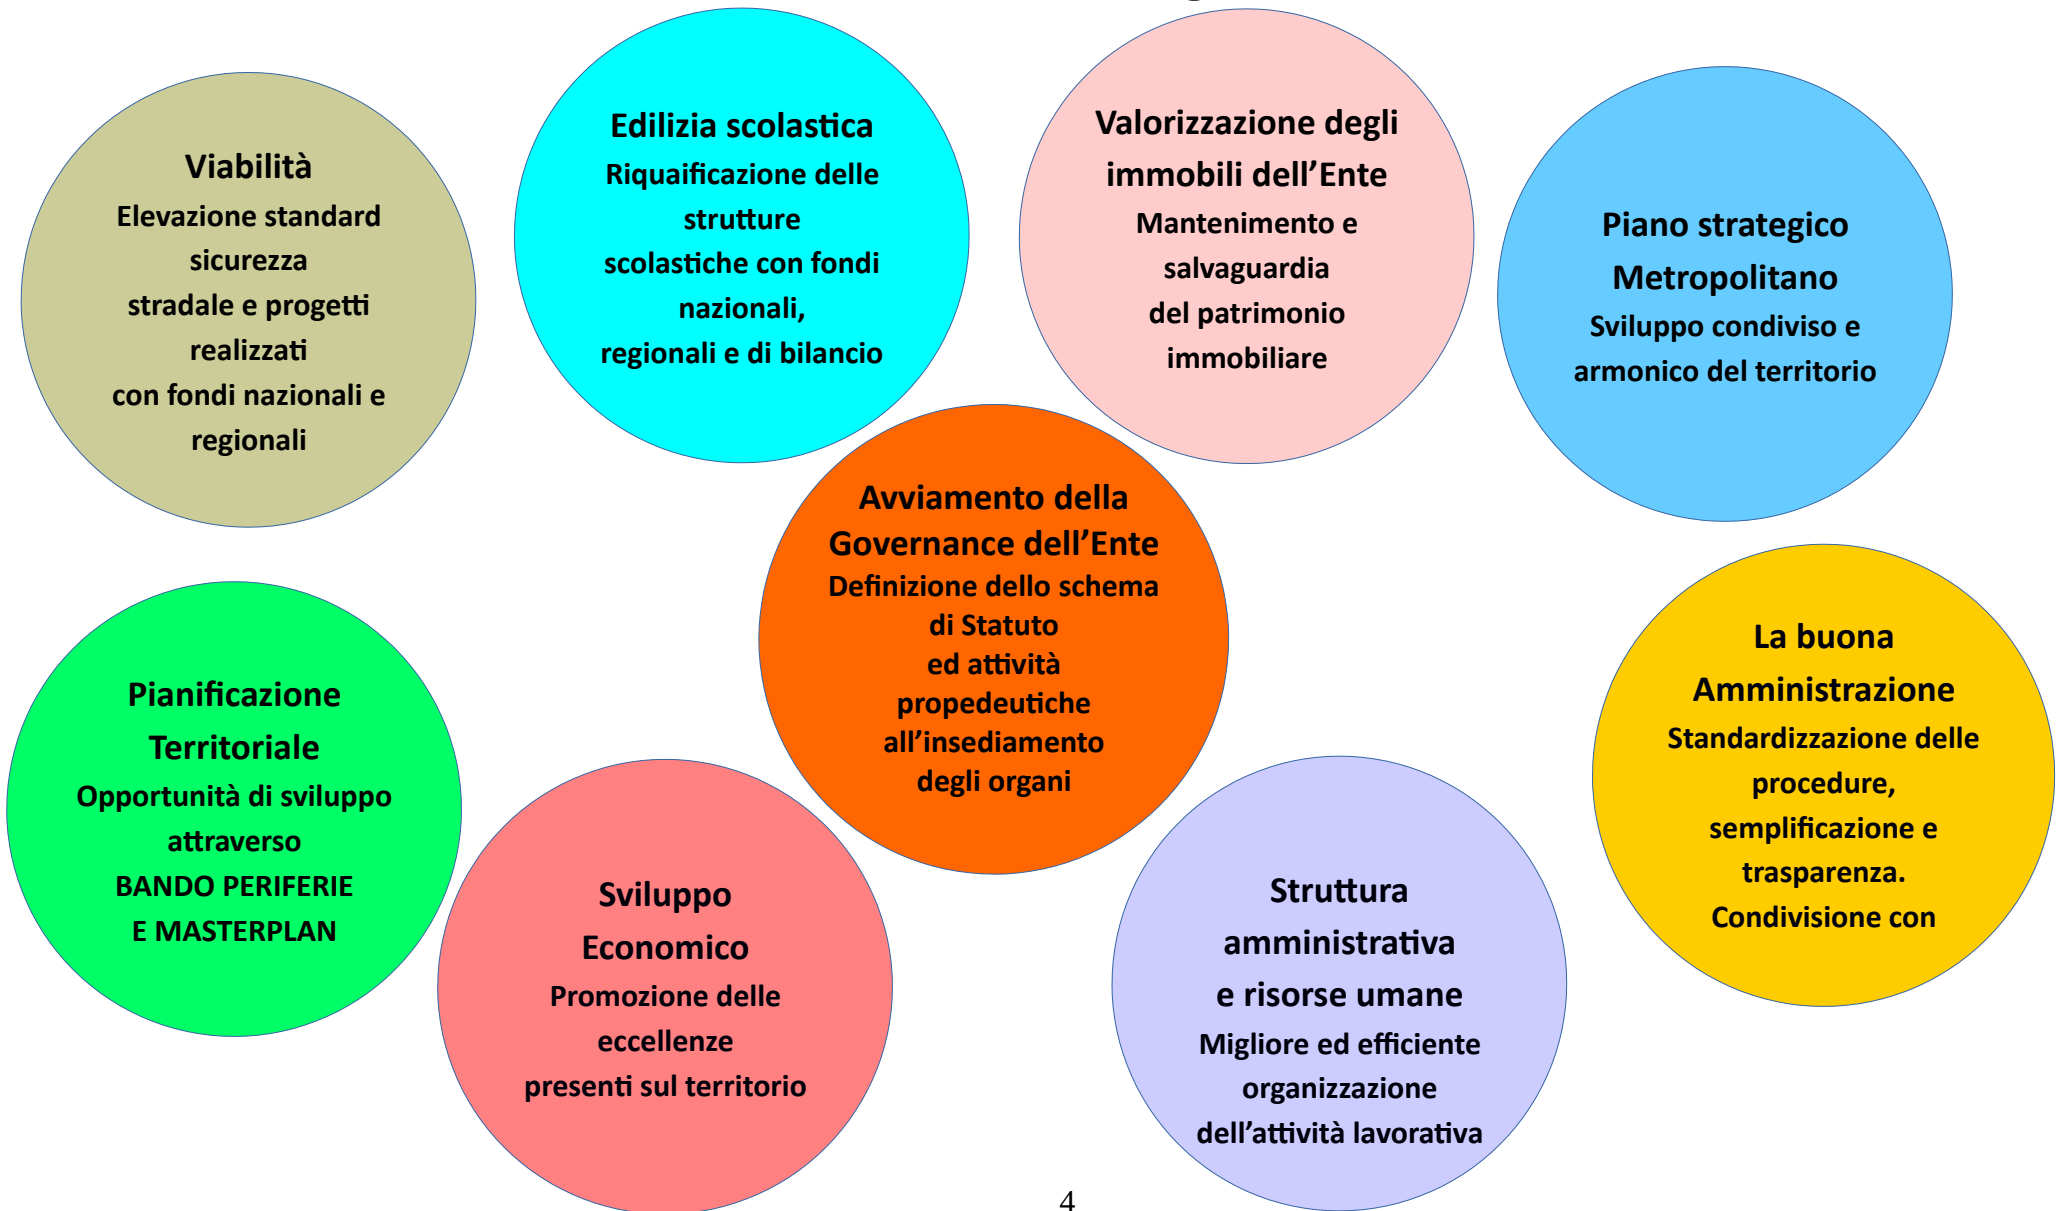 Viabilità
Elevazione standard
sicurezza
stradale e progetti
realizzati
con fondi nazionali e
regionali
Edilizia scolastica
Riquaificazione delle
strutture
scolastiche con fondi
nazionali,
regionali e di bilancio
Valorizzazione degli
immobili dell’Ente
Mantenimento e
salvaguardia
del patrimonio
immobiliare
Piano strategico
Metropolitano
Sviluppo condiviso e
armonico del territorio
Avviamento della
Governance dell’Ente
Definizione dello schema
di Statuto
ed attività
propedeutiche
all’insediamento
degli organi
Pianificazione
Territoriale
Opportunità di sviluppo
attraverso
BANDO PERIFERIE
E MASTERPLAN
Sviluppo
Economico
Promozione delle
eccellenze
presenti sul territorio
Struttura
amministrativa
e risorse umane
Migliore ed efficiente
organizzazione
dell’attività lavorativa
La buona
Amministrazione
Standardizzazione delle
procedure,
semplificazione e
trasparenza.
Condivisione con
4